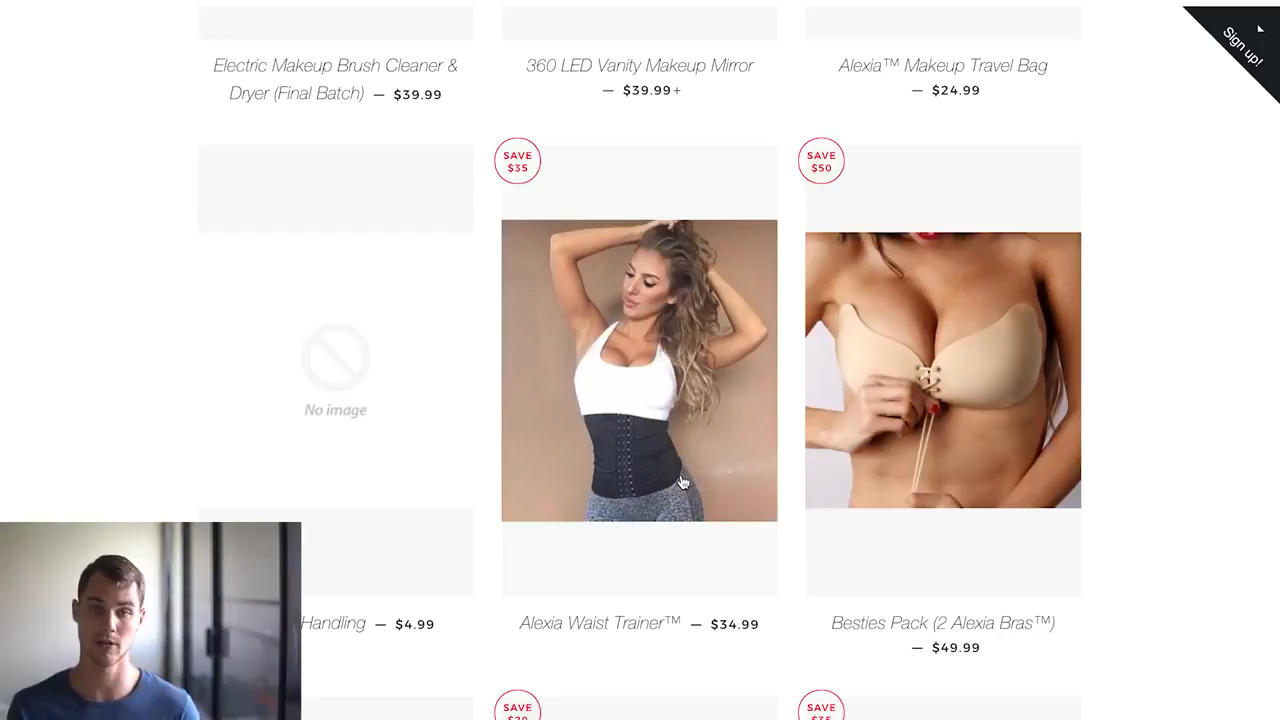 Sign up!
Electric Makeup Brush Cleaner &
Dryer (Final Batch) — $39.99
360 LED Vanity Makeup Mirror
— $39.99+
Alexia™ Makeup Travel Bag
— $24.99
SAVE
$35
SAVE
$50
No image
Handling — $4.99
Alexia Waist Trainer™ — $34.99
Besties Pack (2 Alexia Bras™)
— $49.99
SAVE
SAVE